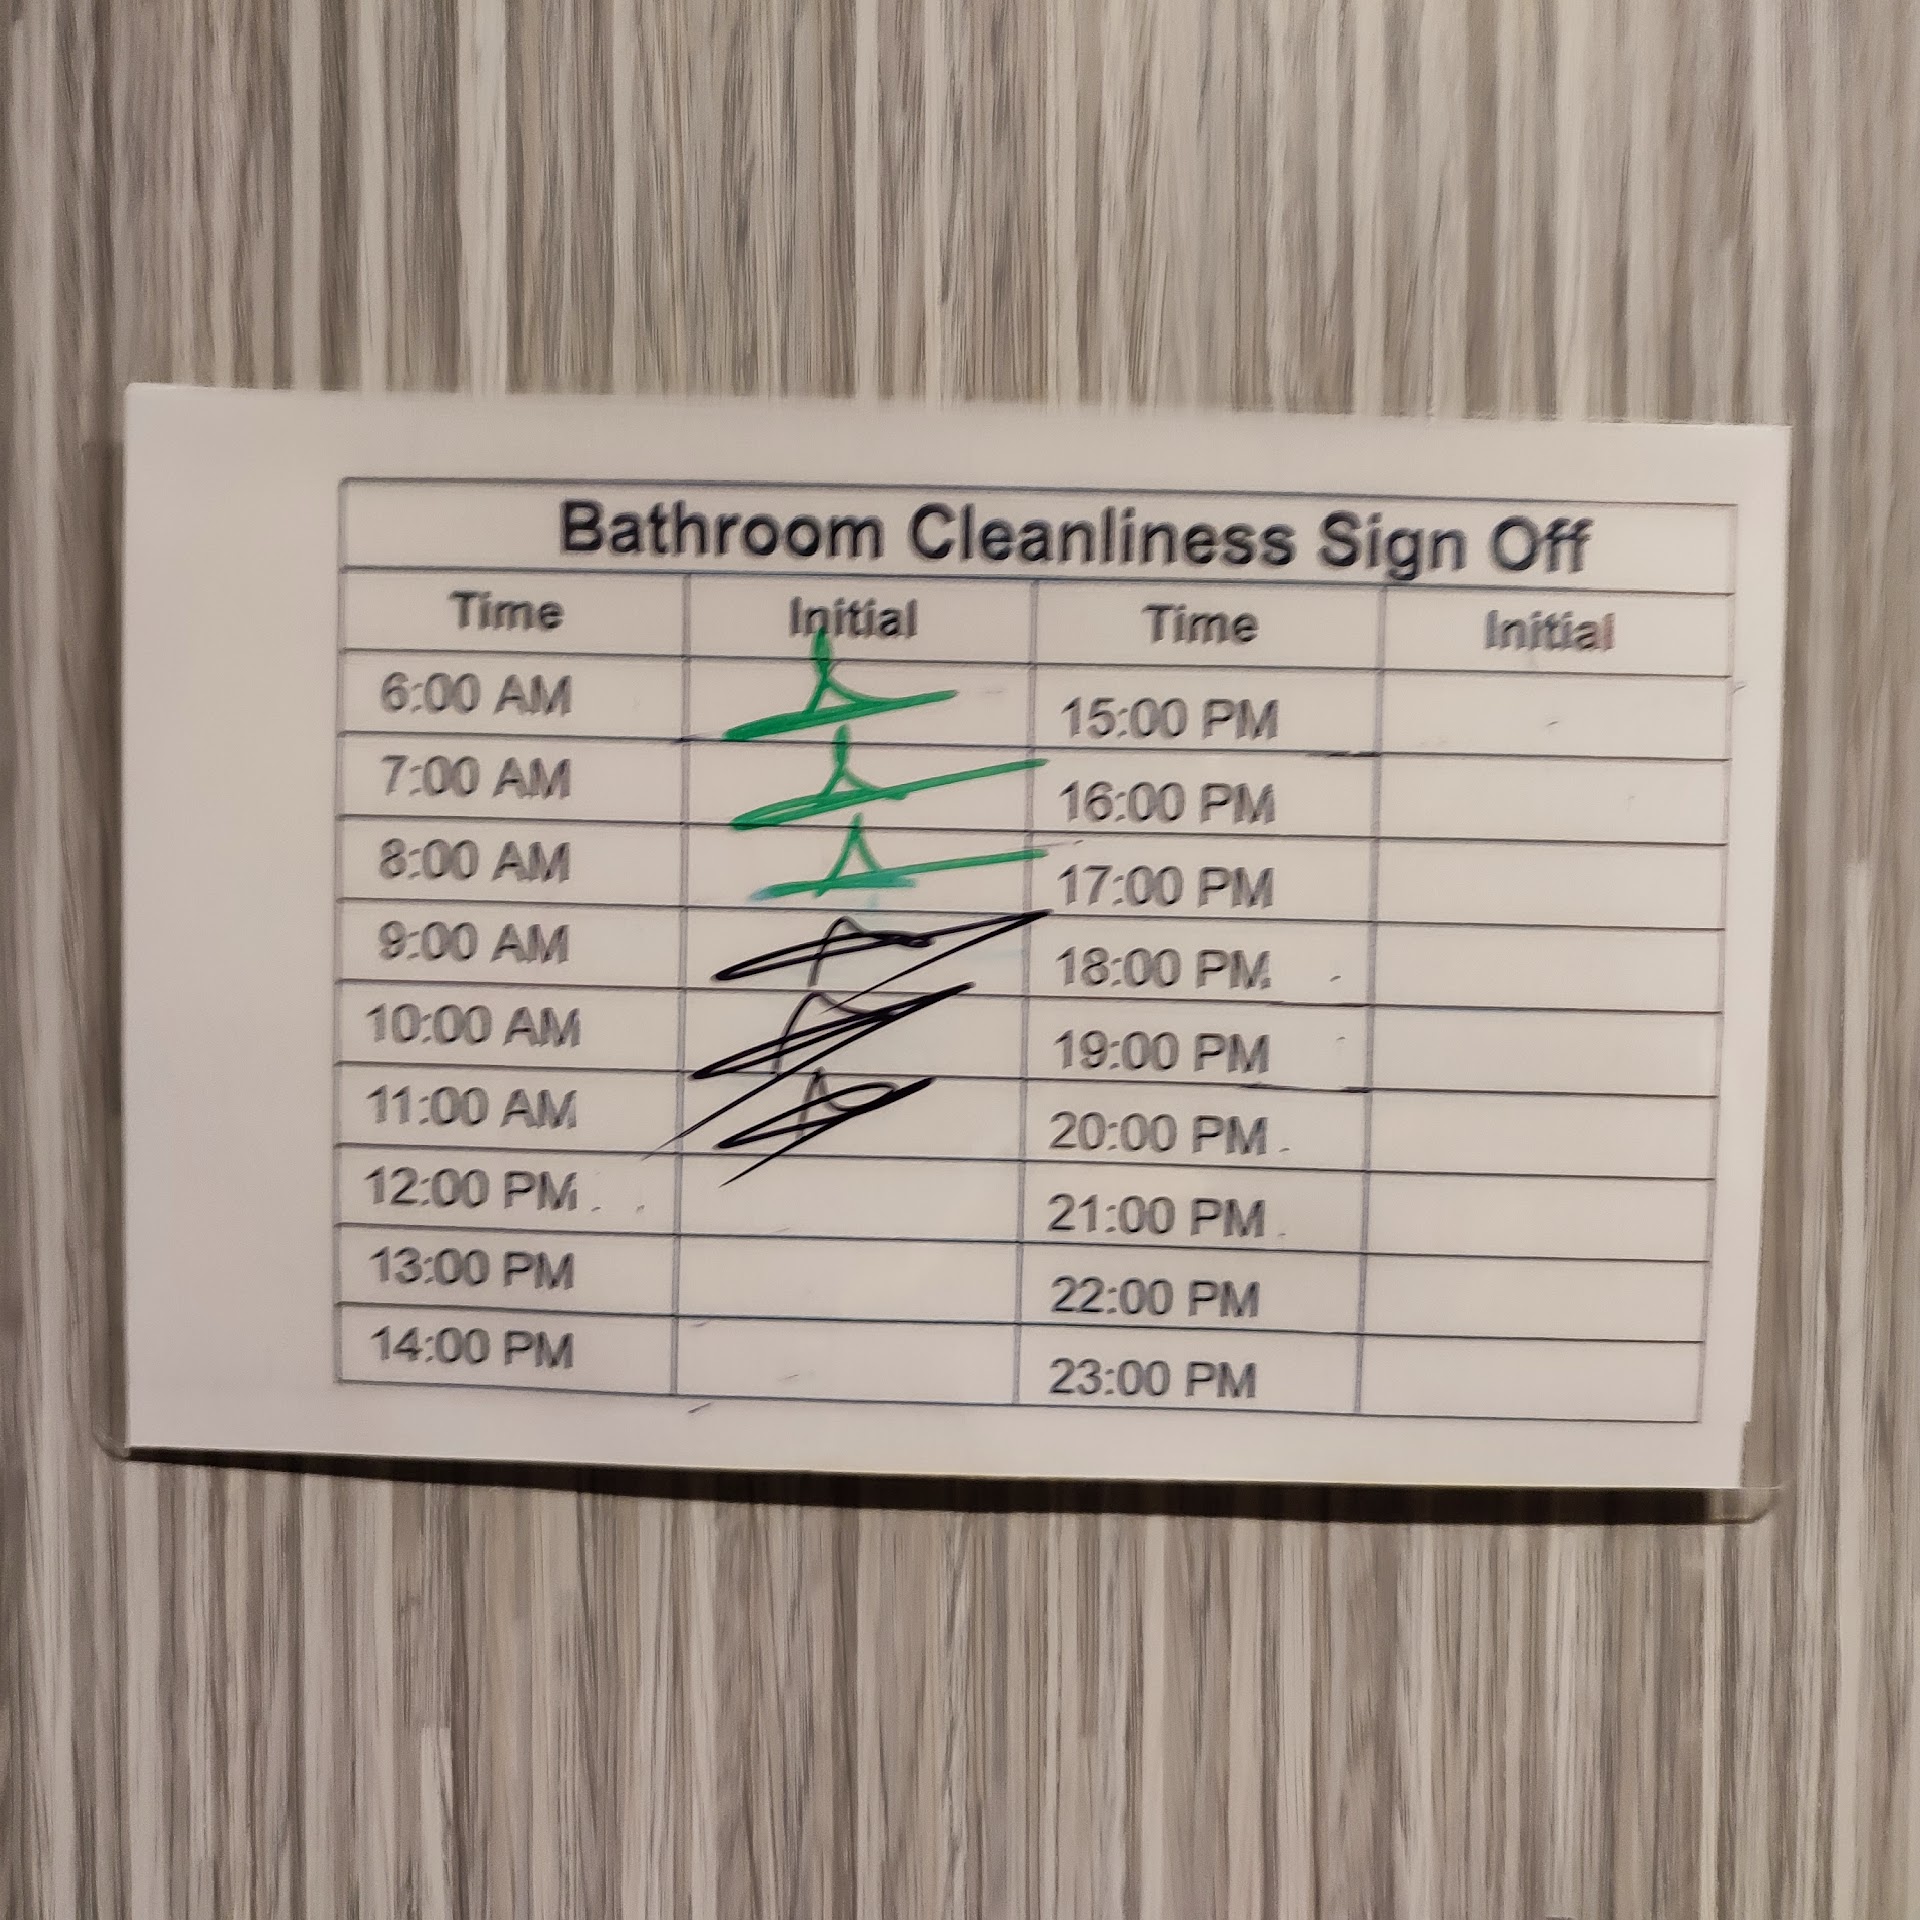 Bathroom Cleanliness Sign Off
Time Initial Time Initial
6:00 AM 15:00 PM
7:00 AM 16:00 PM
8:00 AM 17:00 PM
9:00 AM 18:00 PM
10:00 AM 19:00 PM
11:00 AM 20:00 PM
12:00 PM 21:00 PM
13:00 PM 22:00 PM
14:00 PM 23:00 PM